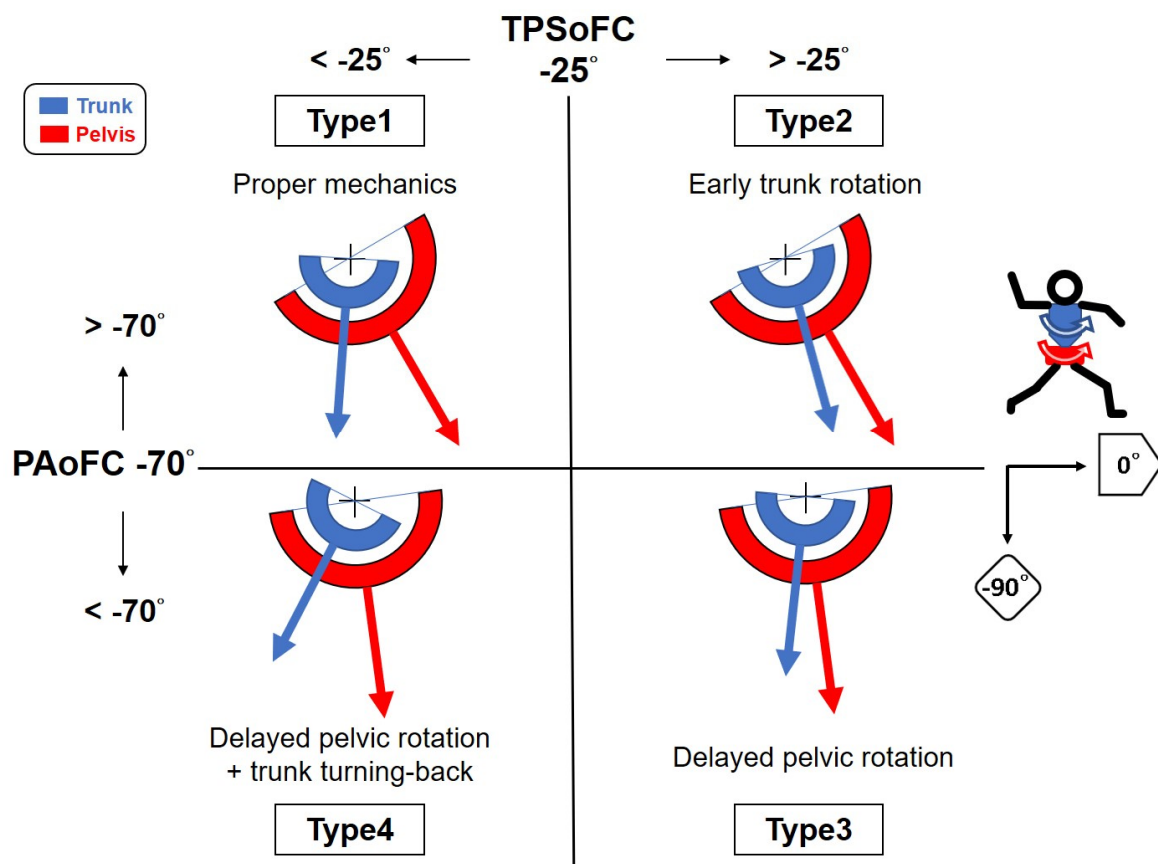 TPSoFC
< -25° -25° > -25°
Trunk
Pelvis
Type1
Type2
Proper mechanics
Early trunk rotation
> -70°
PAoFC -70°
0°
< -70°
-90°
Delayed pelvic rotation
+ trunk turning-back
Delayed pelvic rotation
Type4
Type3